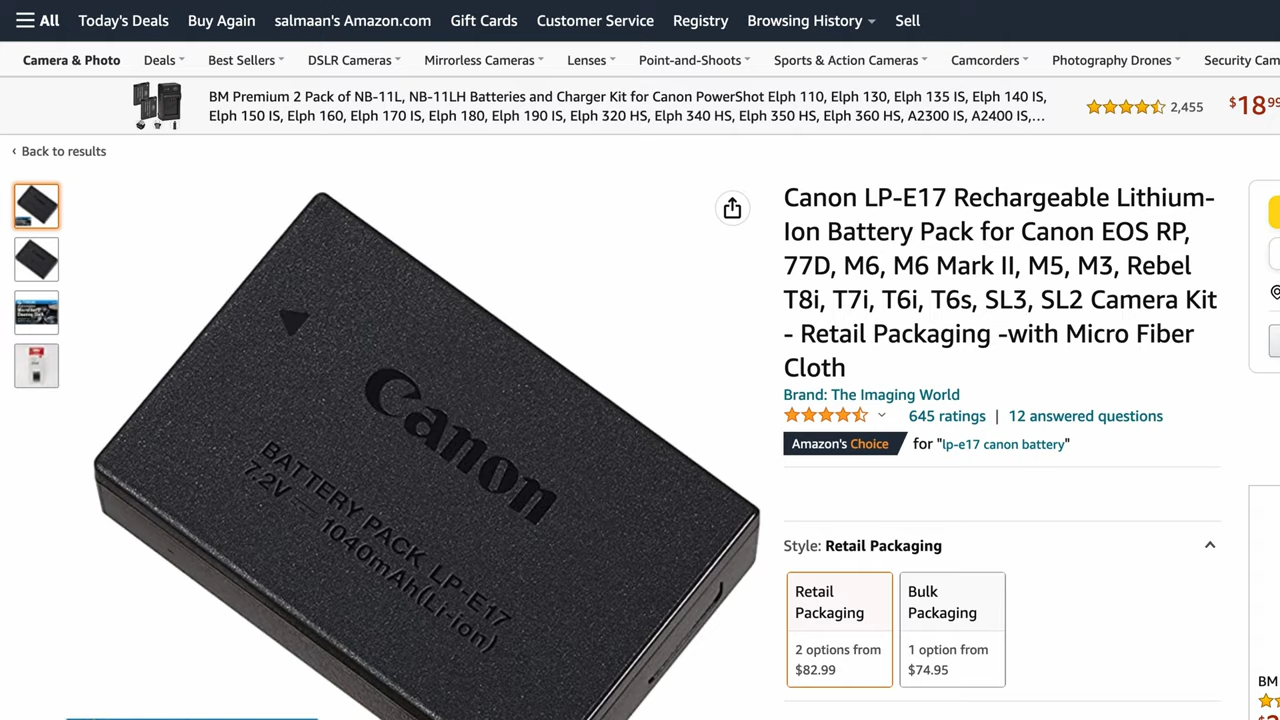 All Today's Deals Buy Again salmaan's Amazon.com Gift Cards Customer Service Registry Browsing History Sell
Camera & Photo Deals Best Sellers DSLR Cameras Mirrorless Cameras Lenses Point-and-Shoots Sports & Action Cameras Camcorders Photography Drones Security Cam
BM Premium 2 Pack of NB-11L, NB-11LH Batteries and Charger Kit for Canon PowerShot Elph 110, Elph 130, Elph 135 IS, Elph 140 IS,
Elph 150 IS, Elph 160, Elph 170 IS, Elph 180, Elph 190 IS, Elph 320 HS, Elph 340 HS, Elph 350 HS, Elph 360 HS, A2300 IS, A2400 IS,...
2,455 $18 99
‹ Back to results
Canon
BATTERY PACK LP-E17
7.2V 1040mAh(Li-ion)
Canon LP-E17 Rechargeable Lithium-
Ion Battery Pack for Canon EOS RP,
77D, M6, M6 Mark II, M5, M3, Rebel
T8i, T7i, T6i, T6s, SL3, SL2 Camera Kit
- Retail Packaging -with Micro Fiber
Cloth
Brand: The Imaging World
645 ratings | 12 answered questions
Amazon's Choice for "lp-e17 canon battery"
Style: Retail Packaging
Retail
Packaging
2 options from
$82.99
Bulk
Packaging
1 option from
$74.95
BM